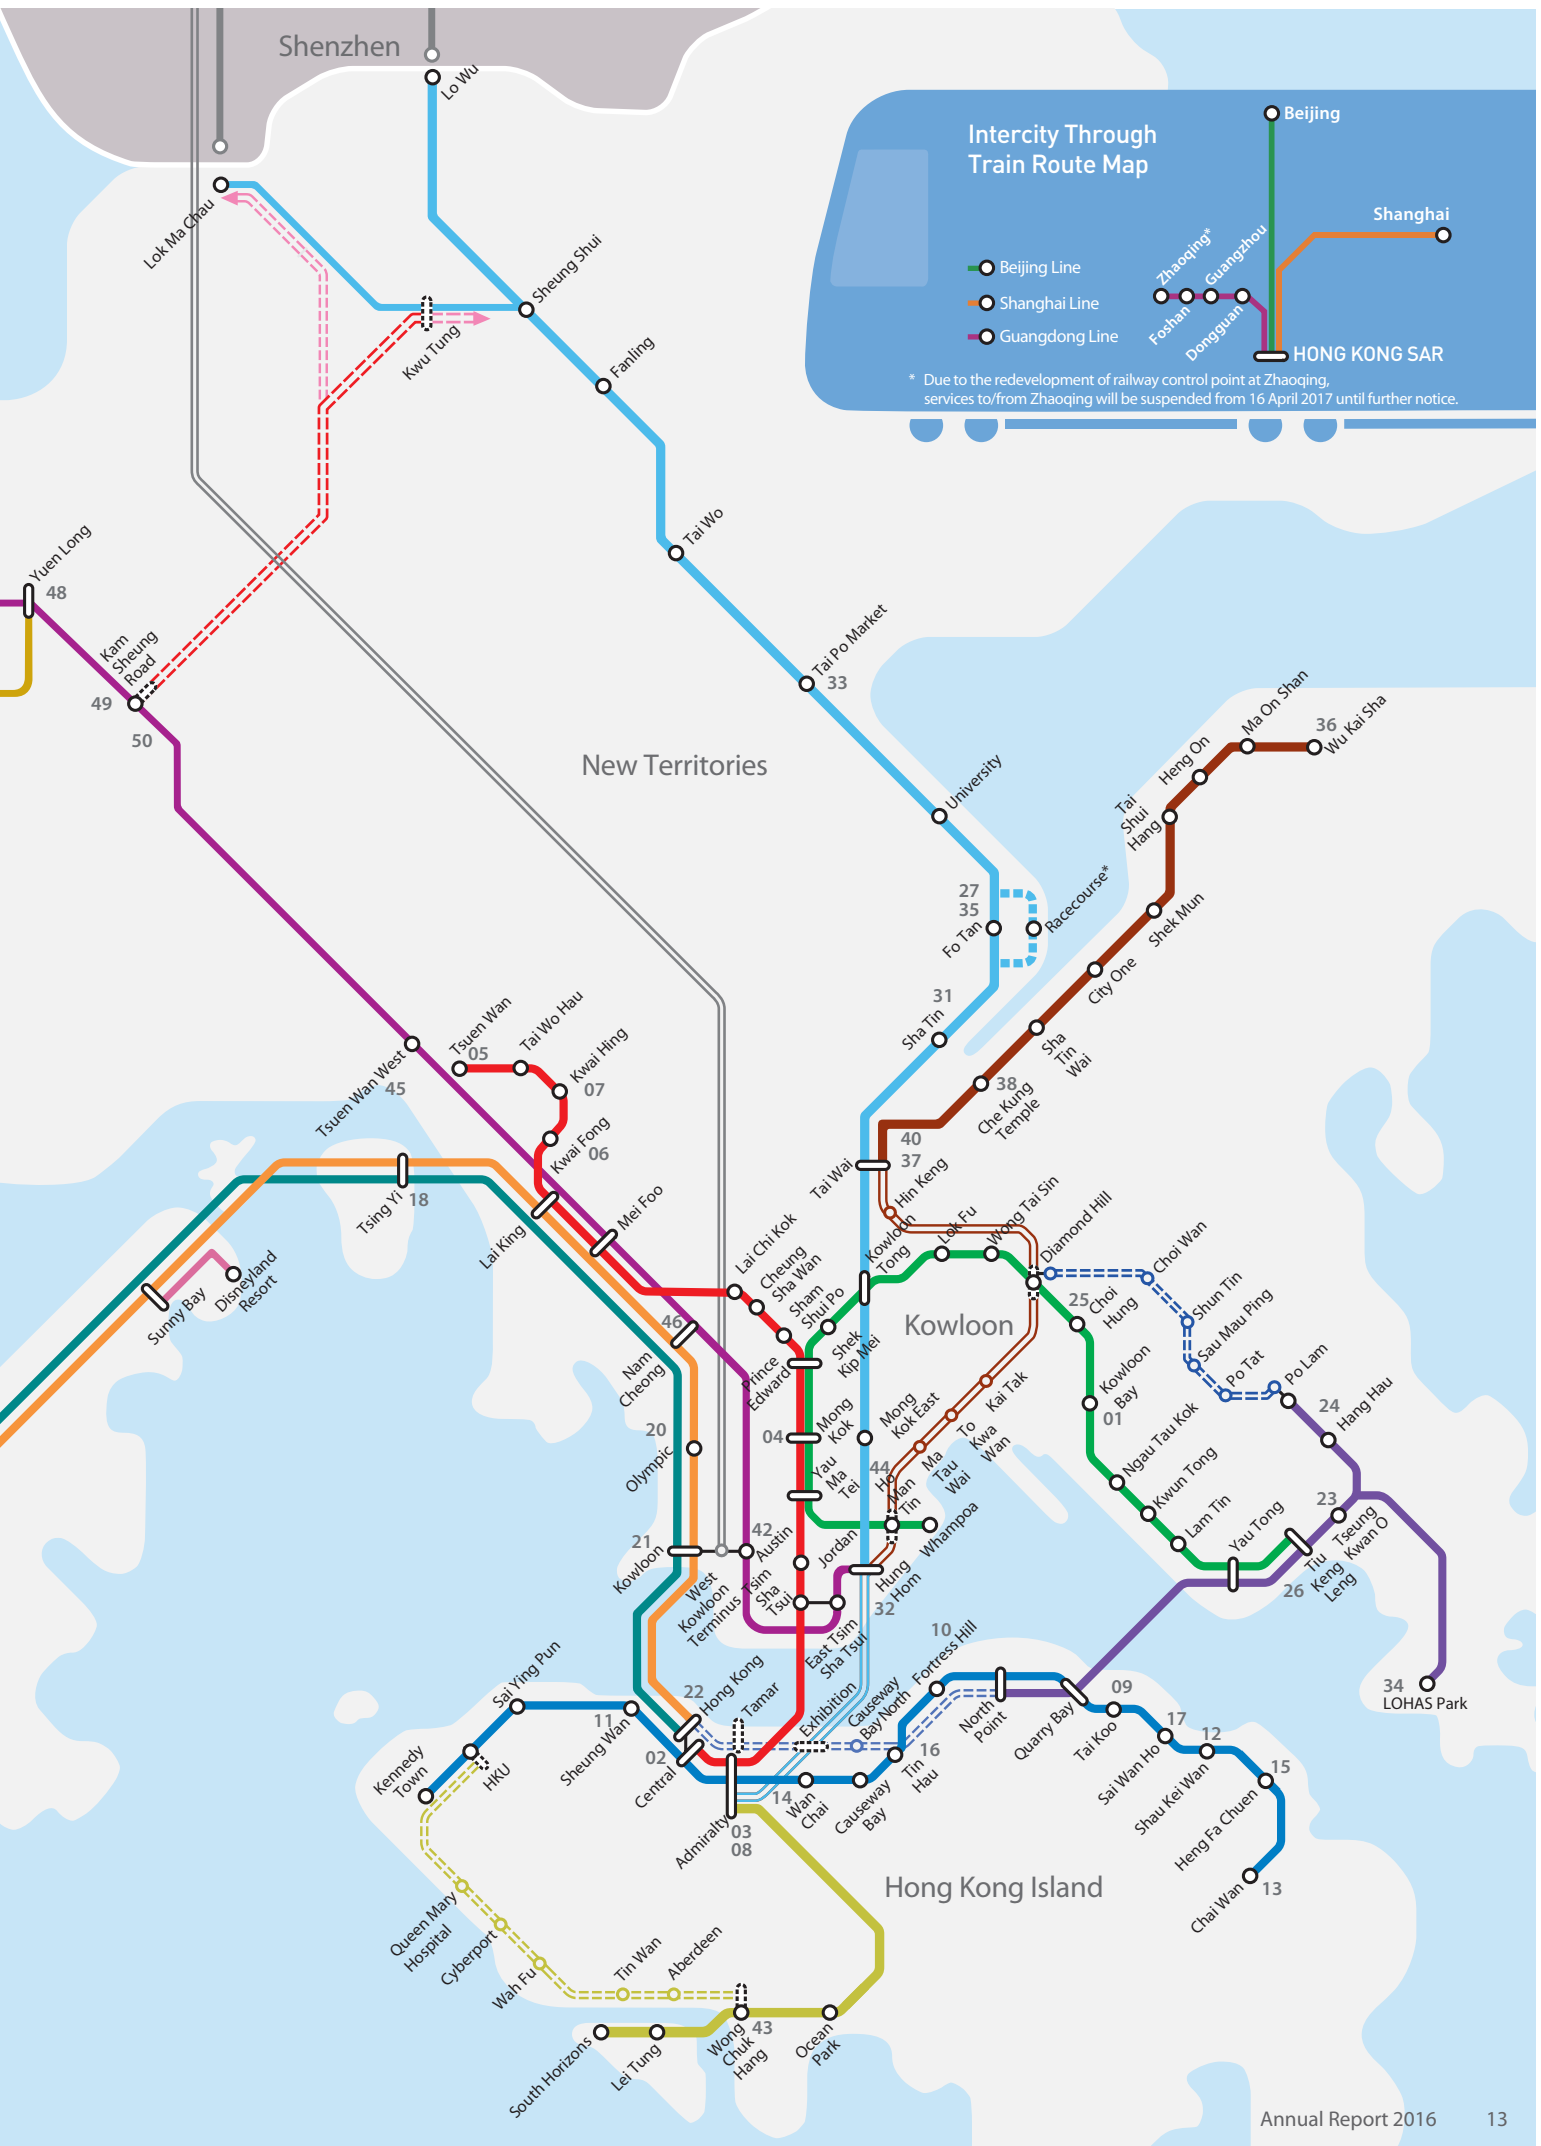 Shenzhen
Lo Wu
Lok Ma Chau
Sheung Shui
Kwu Tung
Fanling
Intercity Through
Train Route Map
Beijing
Shanghai
Beijing Line
Shanghai Line
Guangdong Line
Zhaoqing*
Guangzhou
Foshan
Dongguan
HONG KONG SAR
* Due to the redevelopment of railway control point at Zhaoqing,
services to/from Zhaoqing will be suspended from 16 April 2017 until further notice.
Tai Wo
Yuen Long
48
Kam
Sheung
Road
49
50
Tai Po Market
33
New Territories
University
Ma On Shan
36
Wu Kai Sha
Heng On
Tai
Shui
Hang
Shek Mun
27
35
Fo Tan
Racecourse*
City One
31
Sha Tin
Sha
Tin
Wai
38
Che Kung
Temple
Tsuen Wan West
45
Tsuen Wan
05
Tai Wo Hau
Kwai Hing
07
Kwai Fong
06
40
37
Tai Wai
Hin Keng
Tsing Yi
18
Lai King
Mei Foo
Sunny Bay
Disneyland
Resort
Lai Chi Kok
Cheung
Sha Wan
Sham
Shui Po
Kowloon
Tong
Lok Fu
Wong Tai Sin
Diamond Hill
Choi Wan
Shun Tin
Sau Mau Ping
Po Tat
Po Lam
25
Choi
Hung
Kowloon
46
Nam
Cheong
Prince
Edward
Shek
Kip Mei
Kowloon
Bay
01
24
Hang Hau
20
Olympic
04
Mong
Kok
Mong
Kok East
Kai Tak
To
Kwa
Wan
Ma
Tau
Wai
Ngau Tau Kok
Kwun Tong
Lam Tin
Yau Tong
Yau
Ma
Tei
44
Ho
Man
Tin
Whampoa
23
Tseung
Kwan O
Tiu
Keng
Leng
26
21
Kowloon
42
Austin
Jordan
West
Kowloon
Terminus
Tsim
Sha
Tsui
Hung
Hom
32
East Tsim
Sha Tsui
34
LOHAS Park
10
Fortress Hill
Sai Ying Pun
22
Hong Kong
Tamar
Exhibition
Causeway
Bay North
North
Point
Quarry Bay
09
Tai Koo
17
Sai Wan Ho
12
Shau Kei Wan
15
Heng Fa Chuen
Chai Wan
13
11
Sheung Wan
Kennedy
Town
HKU
02
Central
Admiralty
03
08
14
Wan
Chai
Causeway
Bay
16
Tin
Hau
Hong Kong Island
Queen Mary
Hospital
Cyberport
Wah Fu
Tin Wan
Aberdeen
South Horizons
Lei Tung
Wong
Chuk
Hang
43
Ocean
Park
Annual Report 2016 13